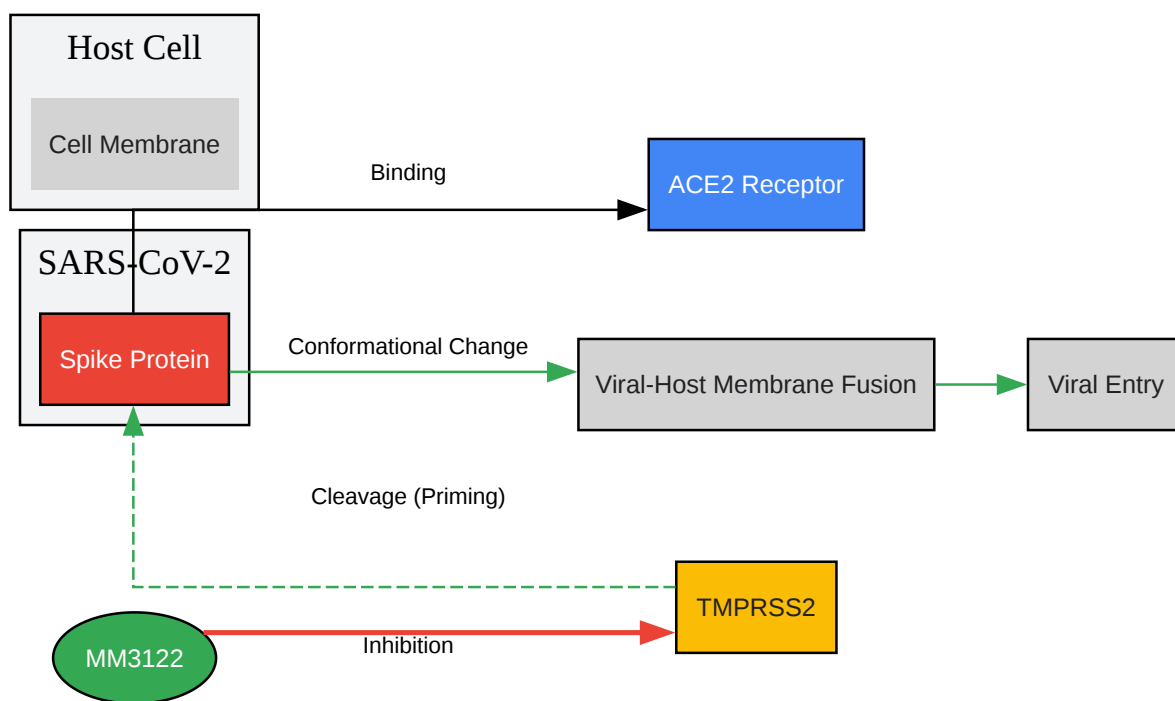 Host Cell
Cell Membrane
Binding
ACE2 Receptor
SARS-CoV-2
Spike Protein
Conformational Change
Viral-Host Membrane Fusion
Viral Entry
Cleavage (Priming)
TMPRSS2
Inhibition
MM3122